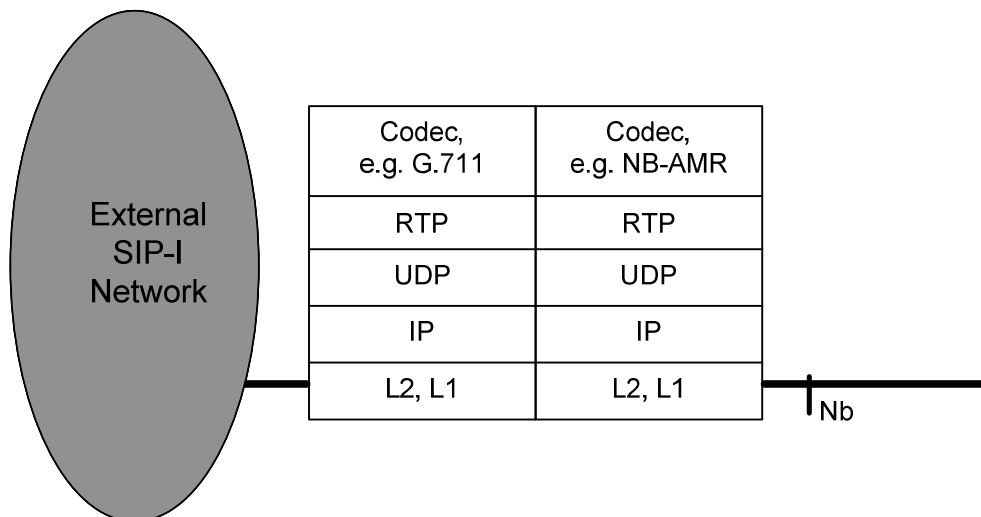 External
SIP-I
Network
Codec,
e.g. G.711
Codec,
e.g. NB-AMR
RTP
RTP
UDP
UDP
IP
IP
L2, L1
L2, L1
Nb